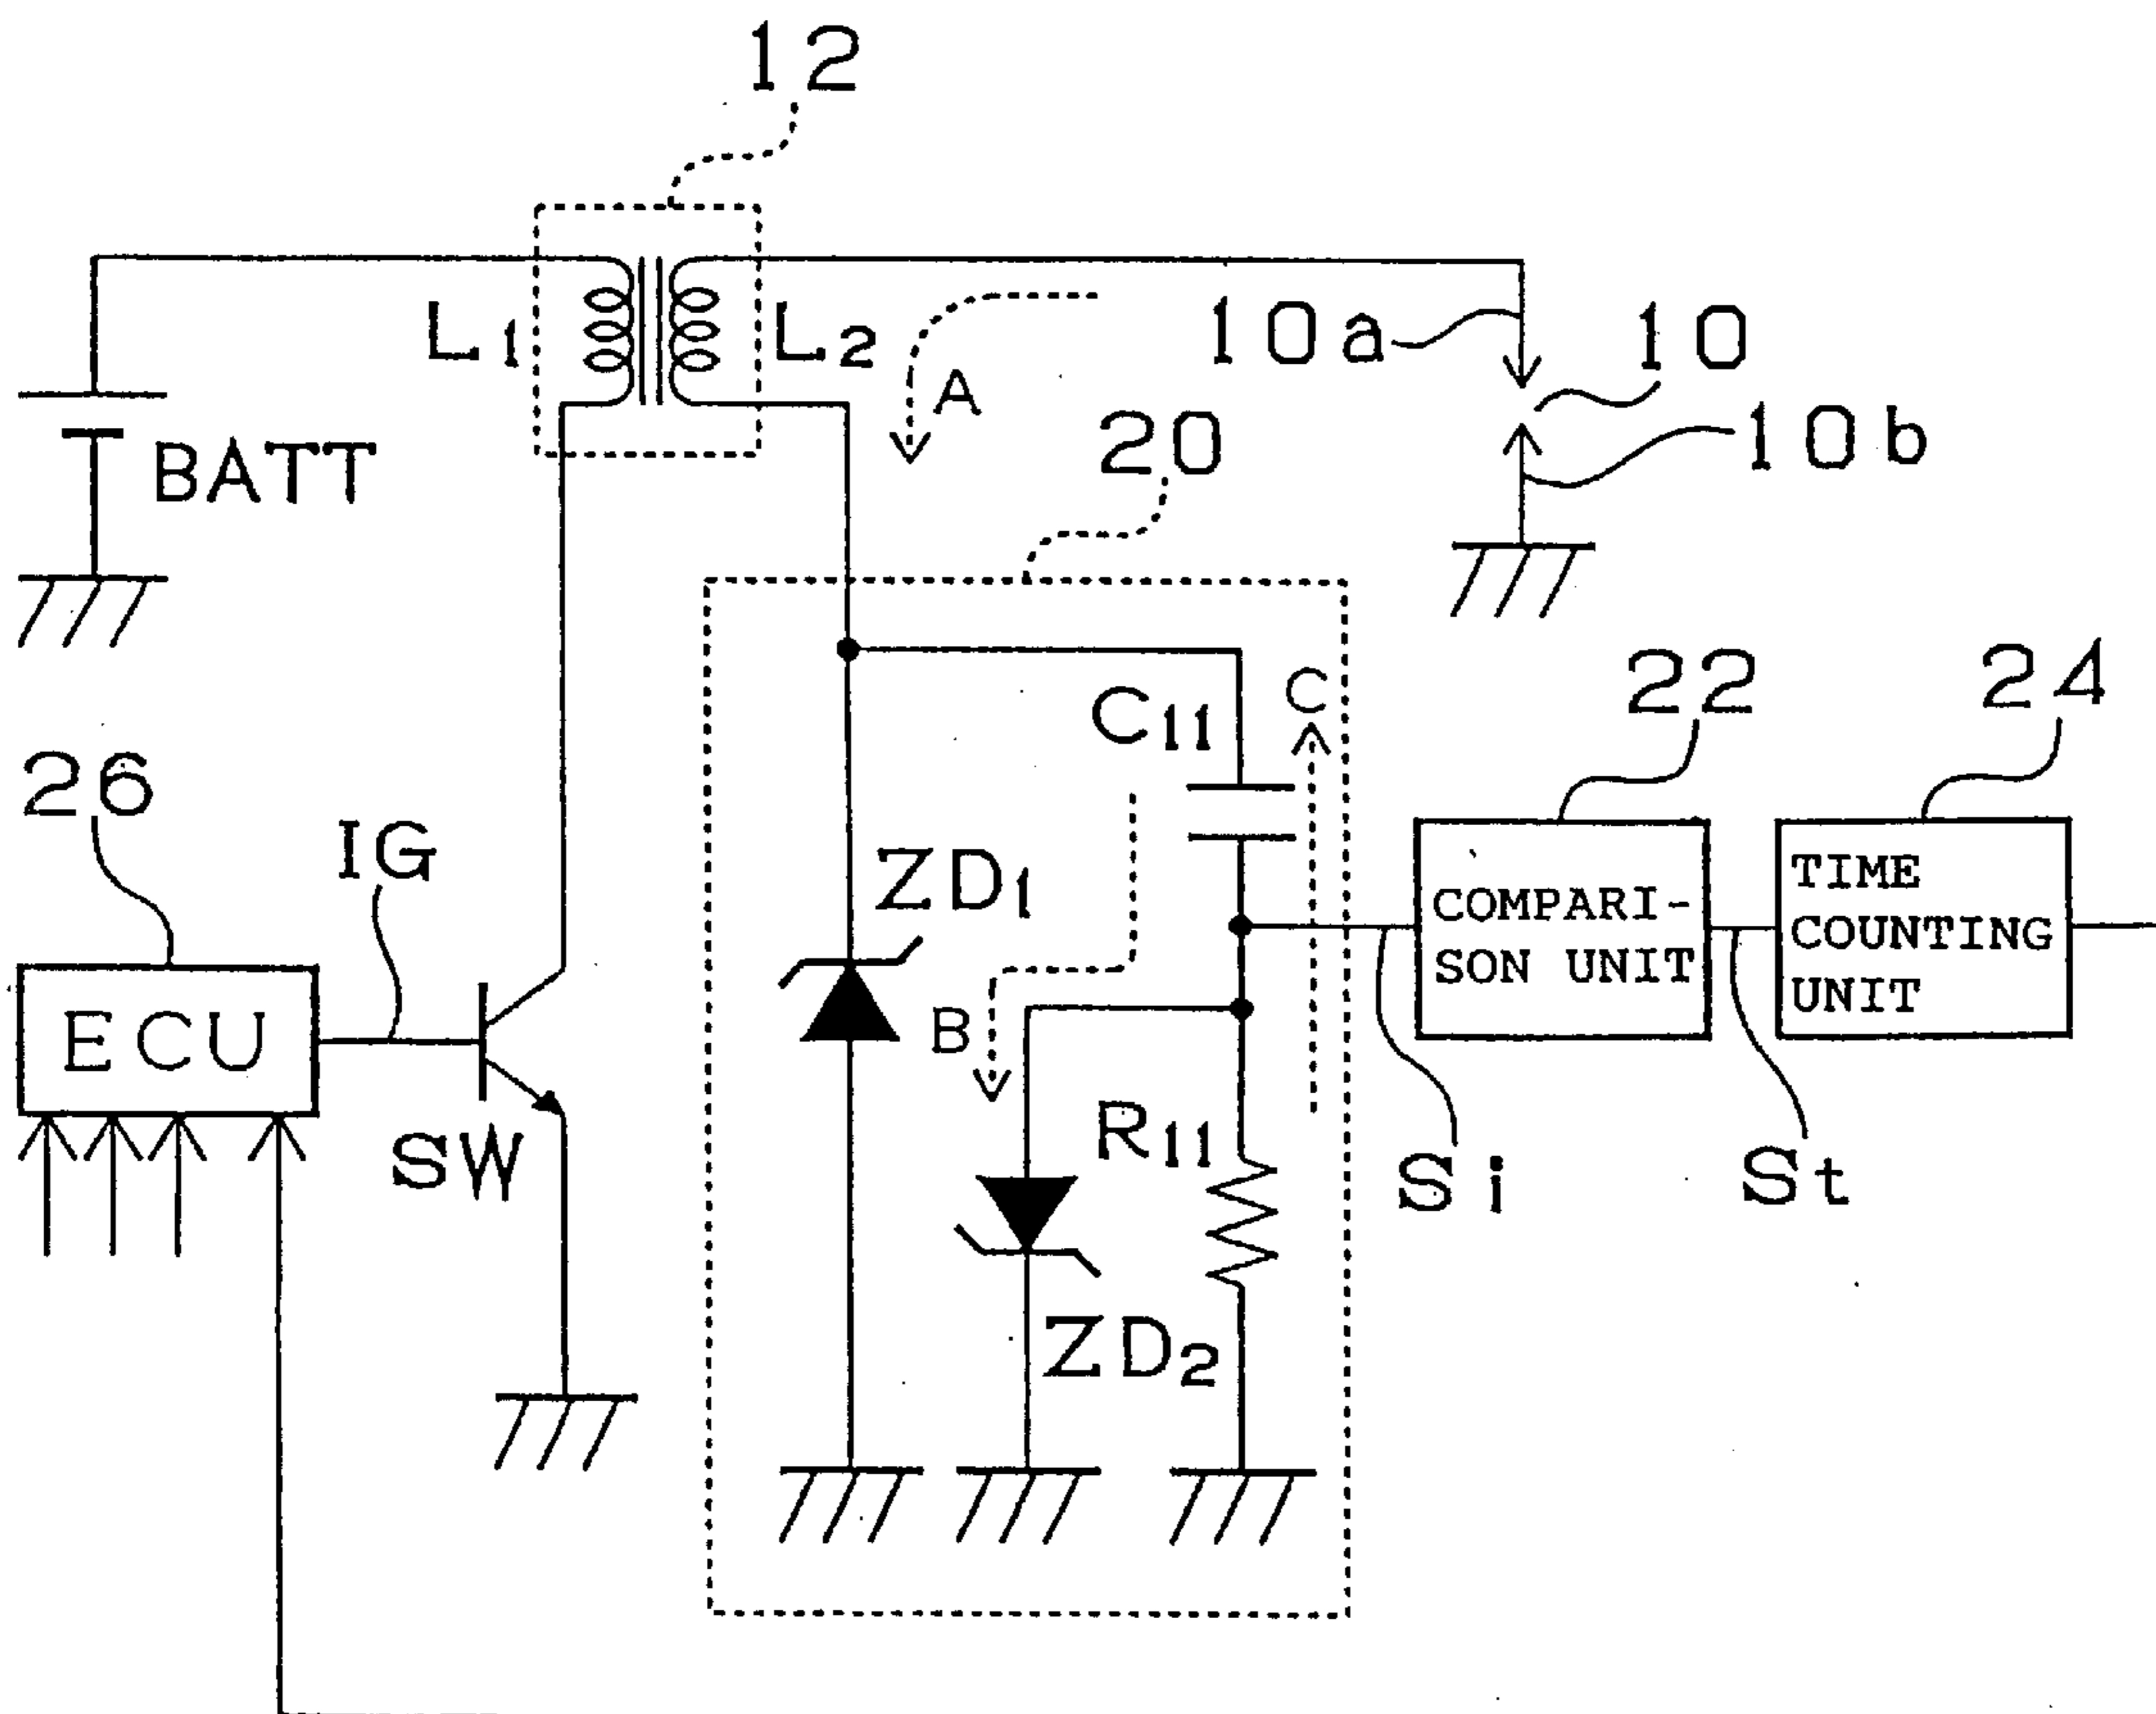 12
L1
L2
A
10a
10
10b
BATT
20
C11
C
22
24
26
IG
ZD1
COMPARI-
SON UNIT
TIME
COUNTING
UNIT
ECU
B
SW
R11
Si
St
ZD2